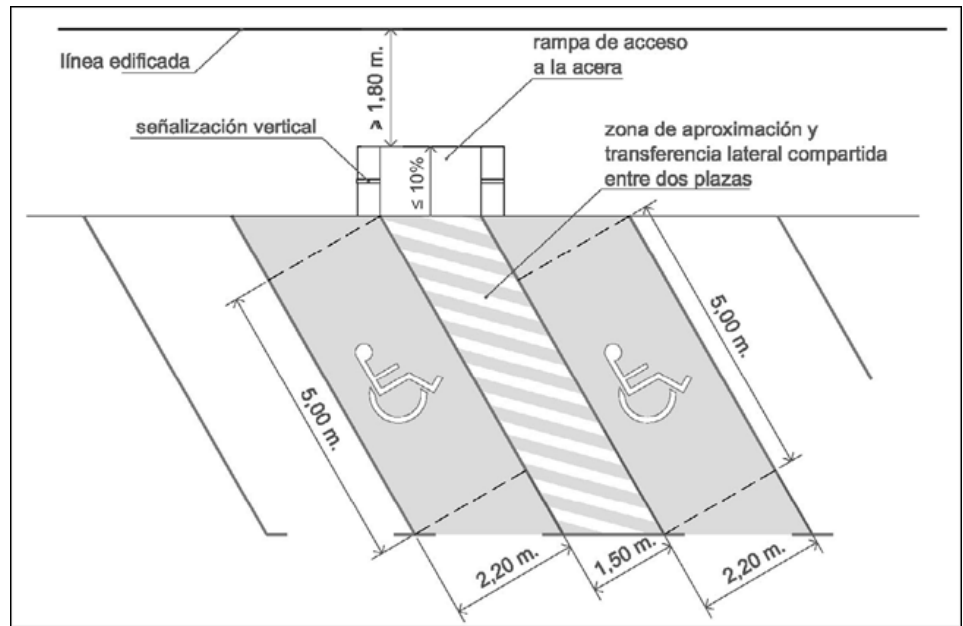 línea edificada
⩾ 1,80 m.
rampa de acceso
a la acera
señalización vertical
≤ 10%
zona de aproximación y
transferencia lateral compartida
entre dos plazas
5,00 m.
5,00 m.
2,20 m.
1,50 m.
2,20 m.